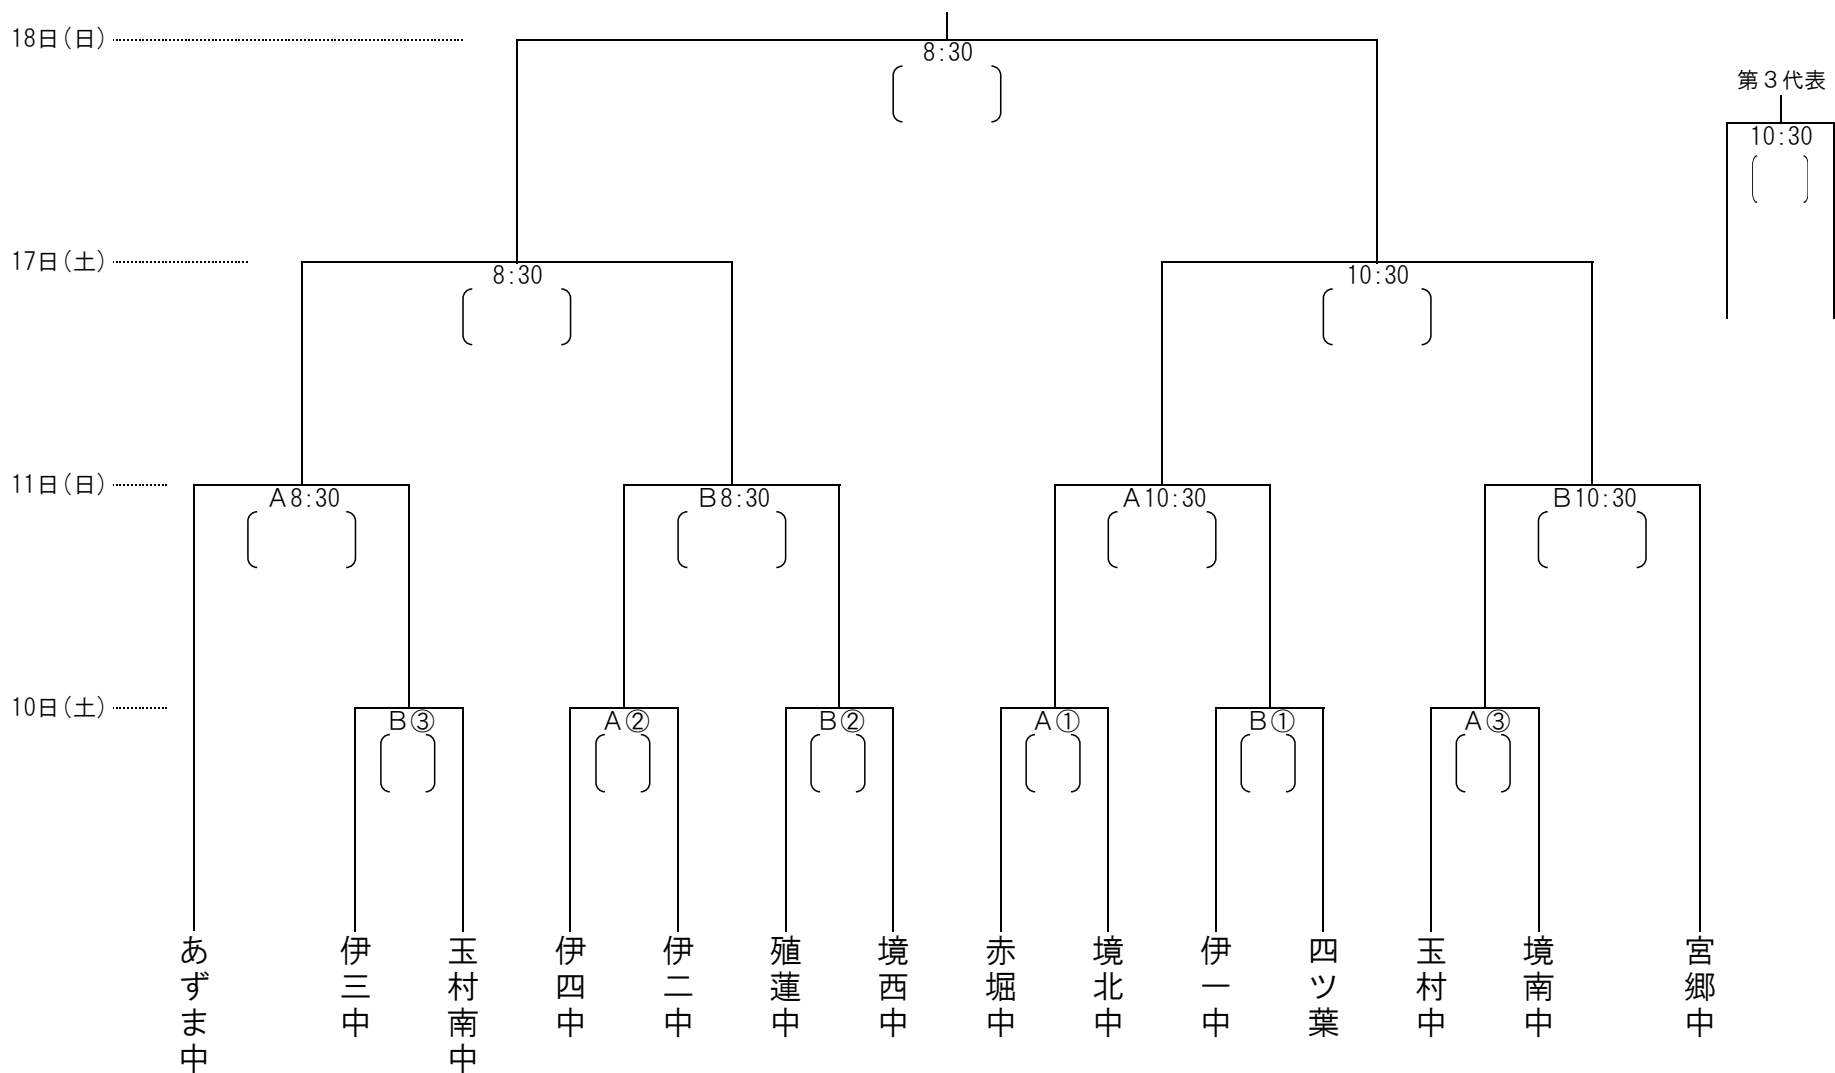 18日（日）
8：30
第３代表
10：30
17日（土）
8：30
10：30
11日（日）
Ａ8：30
Ｂ8：30
Ａ10：30
Ｂ10：30
10日（土）
Ｂ③
Ａ②
Ｂ②
Ａ①
Ｂ①
Ａ③
あずま中
伊三中
玉村南中
伊四中
伊二中
殖蓮中
境西中
赤堀中
境北中
伊一中
四ツ葉
玉村中
境南中
宮郷中